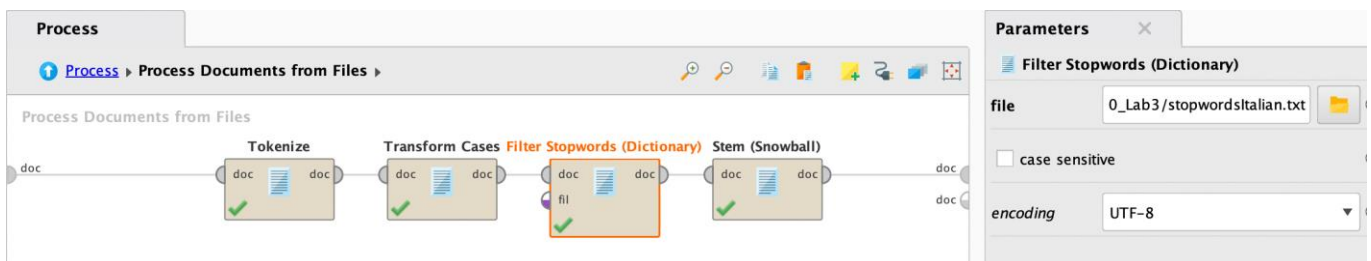 Process
Process ▸ Process Documents from Files ▸
Process Documents from Files
Tokenize
Transform Cases
Filter Stopwords (Dictionary)
Stem (Snowball)
doc
doc doc
doc doc
doc doc
fil
doc doc
doc
doc
Parameters
Filter Stopwords (Dictionary)
file 0_Lab3/stopwordsItalian.txt
case sensitive
encoding UTF-8